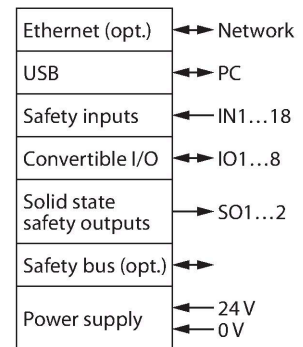 Ethernet (opt.) Network
USB PC
Safety inputs IN1...18
Convertible I/O IO1...8
Solid state
safety outputs SO1...2
Safety bus (opt.)
Power supply 24 V
0 V